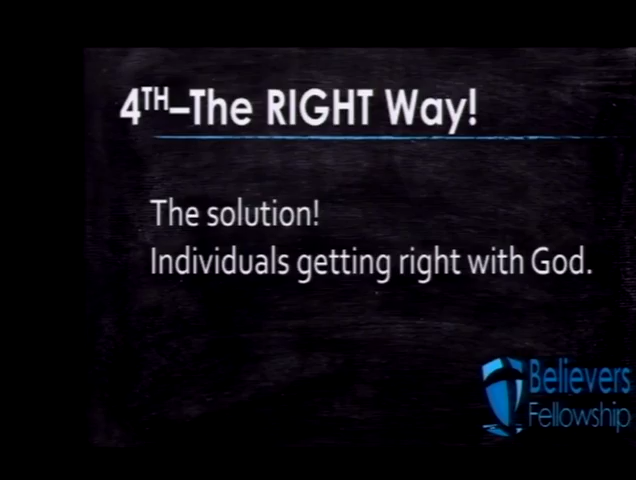 4TH–The RIGHT Way!
The solution!
Individuals getting right with God.
Believers
Fellowship